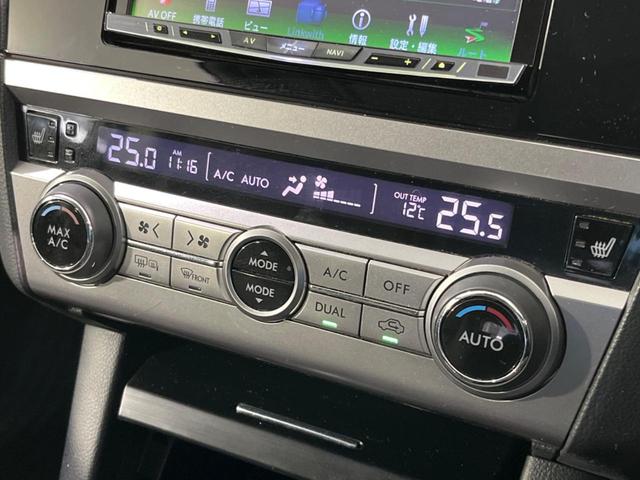 AV OFF
携帯電話
ビュー
Linkwith
情報
設定・編集
ルート
AV
メニュー
NAVI
25.0
AM
11:16
A/C AUTO
OUT TEMP
12℃
25.5
MAX
A/C
MODE
MODE
FRONT
A/C
OFF
DUAL
AUTO